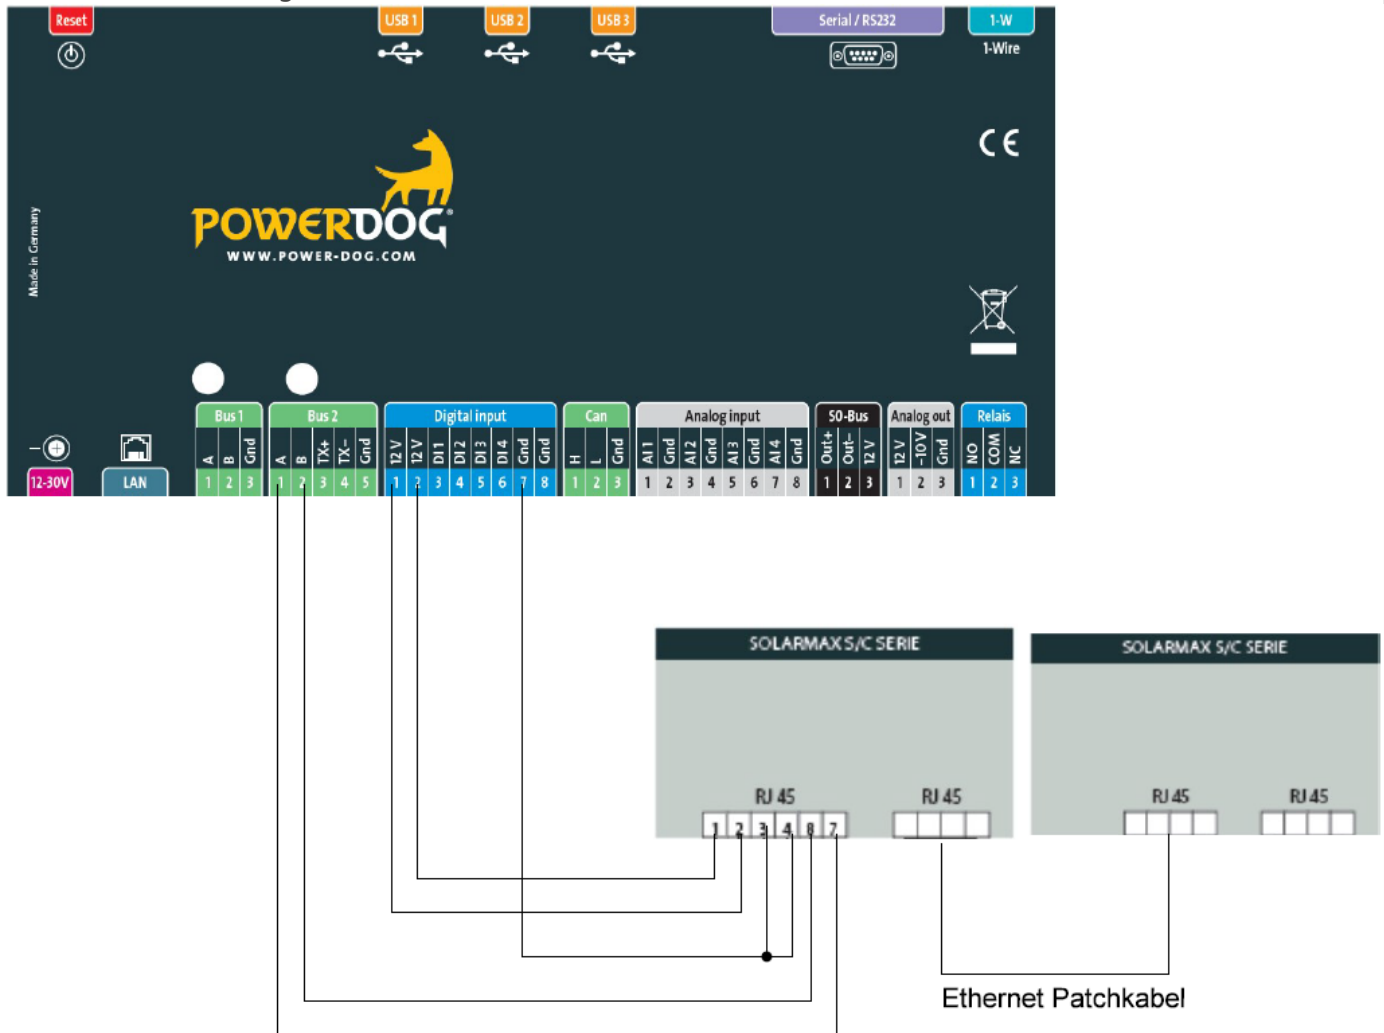 Reset
USB 1
USB 2
USB 3
Serial / RS232
1-W
1-Wire
CE
Made in Germany
POWERDOG®
WWW.POWER-DOG.COM
Bus 1
Bus 2
Digital input
Can
Analog input
S0-Bus
Analog out
Relais
A B Gnd
A B TX+ TX- Gnd
12 V 12 V DI 1 DI 2 DI 3 DI 4 Gnd Gnd
H L Gnd
AI 1 Gnd AI 2 Gnd AI 3 Gnd AI 4 Gnd
Out+ Out- 12 V
12 V -10V Gnd
NO COM NC
12-30V
LAN
1 2 3
1 2 3 4 5
1 2 3 4 5 6 7 8
1 2 3
1 2 3 4 5 6 7 8
1 2 3
1 2 3
1 2 3
SOLARMAX S/C SERIE
SOLARMAX S/C SERIE
RJ 45
RJ 45
RJ 45
RJ 45
1 2 3 4 8 7
Ethernet Patchkabel